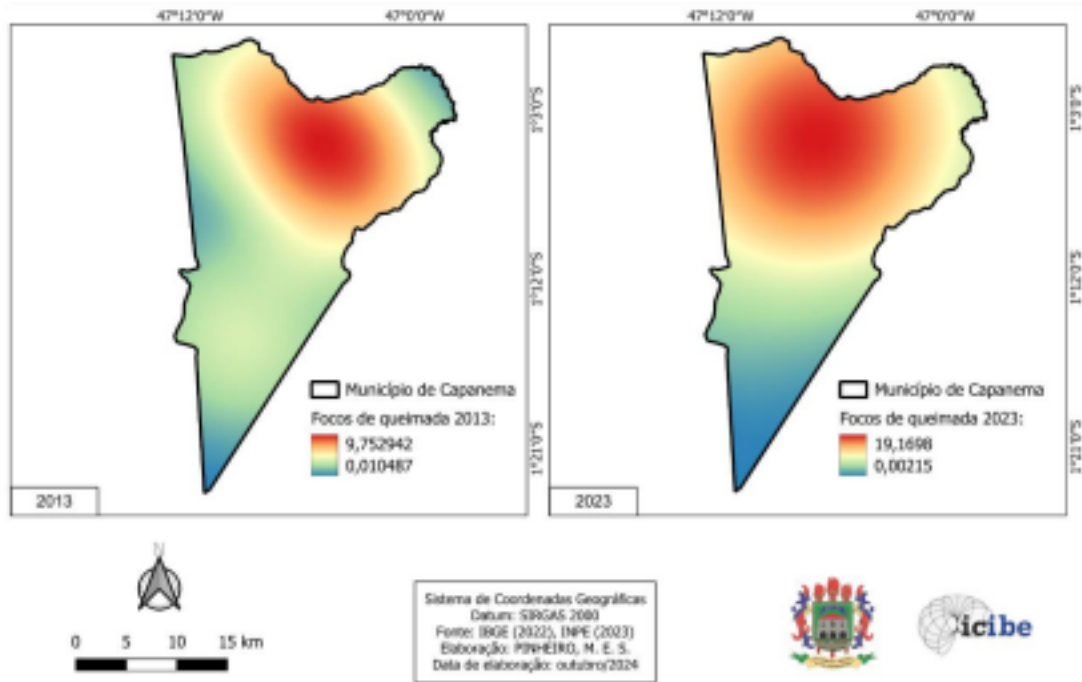 47°12'0"W 47°0'0"W
47°12'0"W 47°0'0"W
1°3'0"S
1°12'0"S
1°21'0"S
Município de Capanema
Focos de queimada 2013:
9,752942
0,010487
2013
1°3'0"S
1°12'0"S
1°21'0"S
Município de Capanema
Focos de queimada 2023:
19,1698
0,00215
2023
N
0 5 10 15 km
Sistema de Coordenadas Geográficas
Datum: SIRGAS 2000
Fonte: IBGE (2022), INPE (2023)
Elaboração: PINHEIRO, M. E. S.
Data de elaboração: outubro/2024
icibe